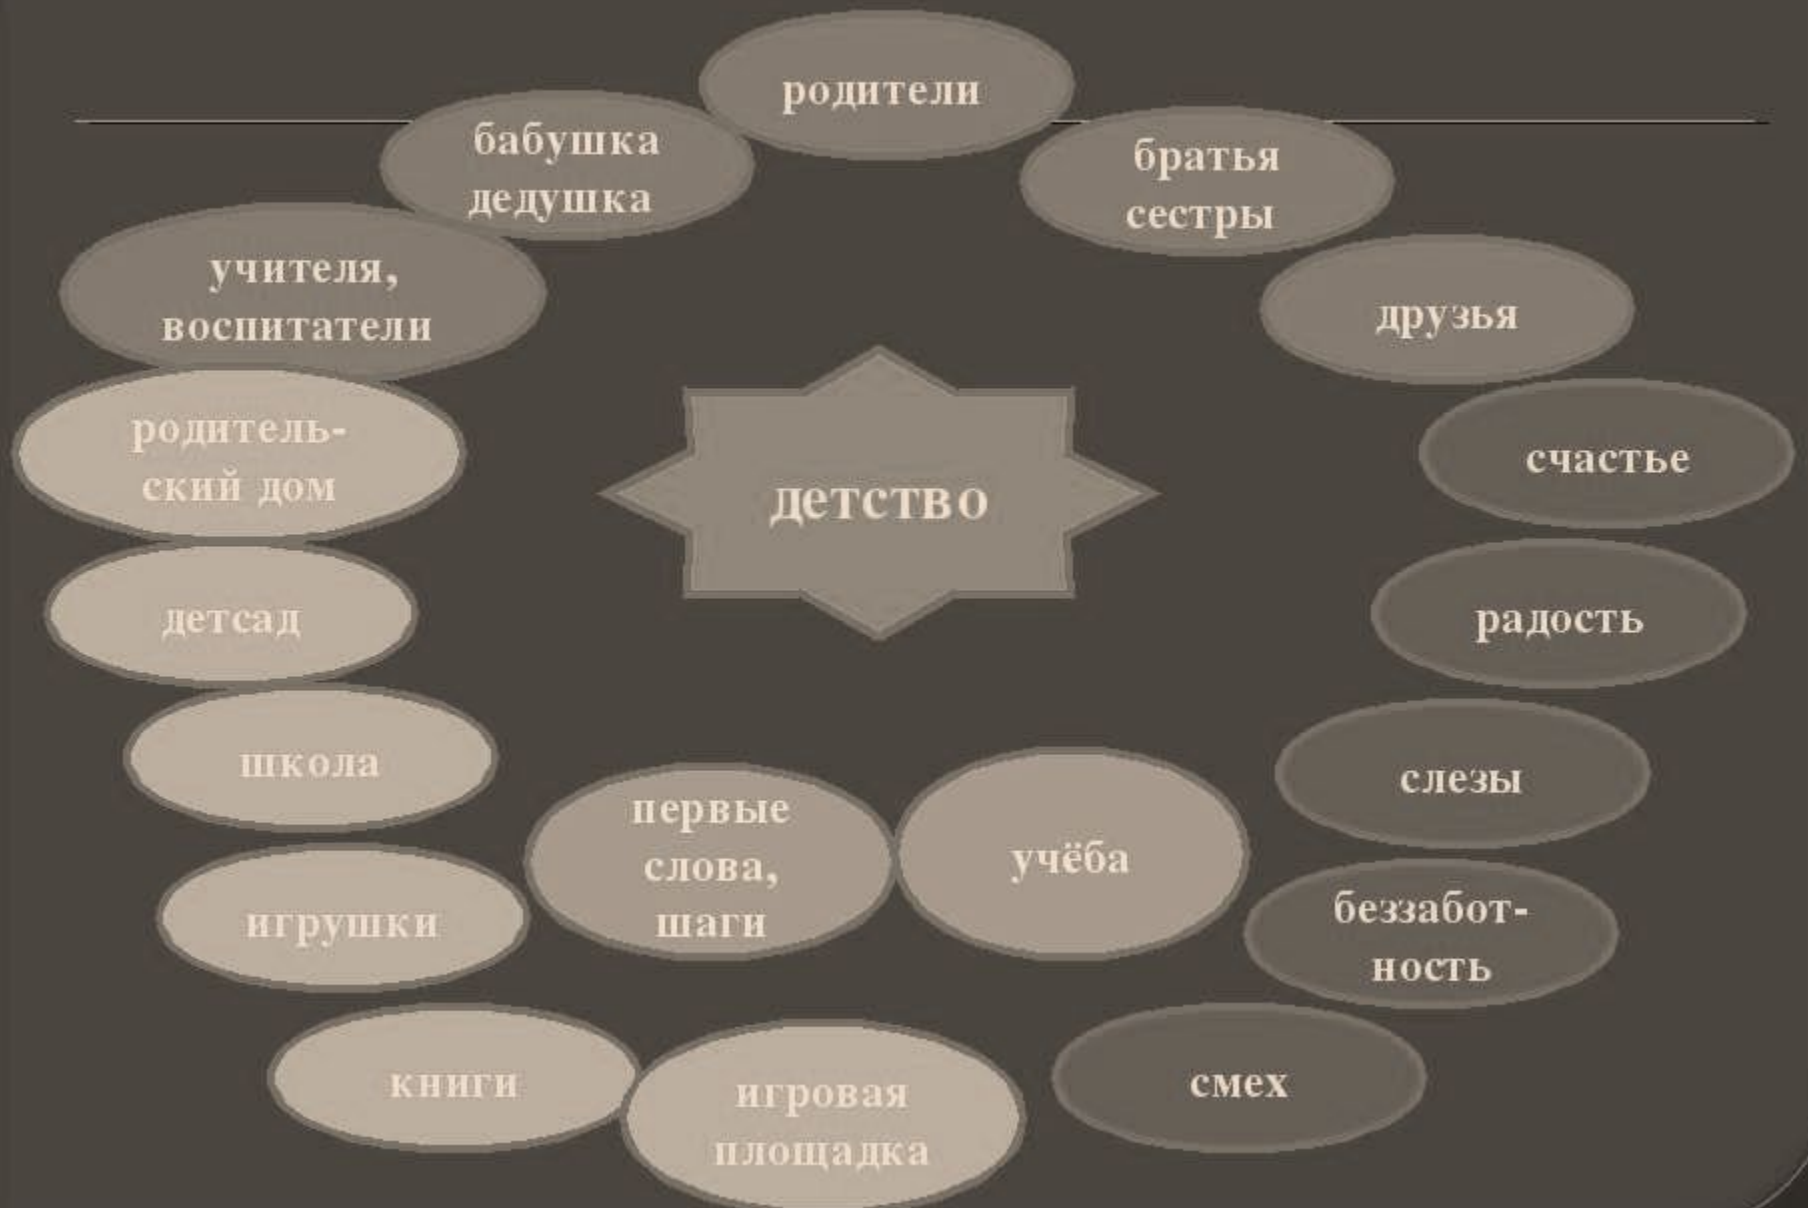 родители
бабушка
дедушка
братья
сестры
учителя,
воспитатели
друзья
родитель-
ский дом
счастье
детство
детсад
радость
школа
слезы
первые
слова,
шаги
учёба
игрушки
беззабот-
ность
книги
игровая
площадка
смех